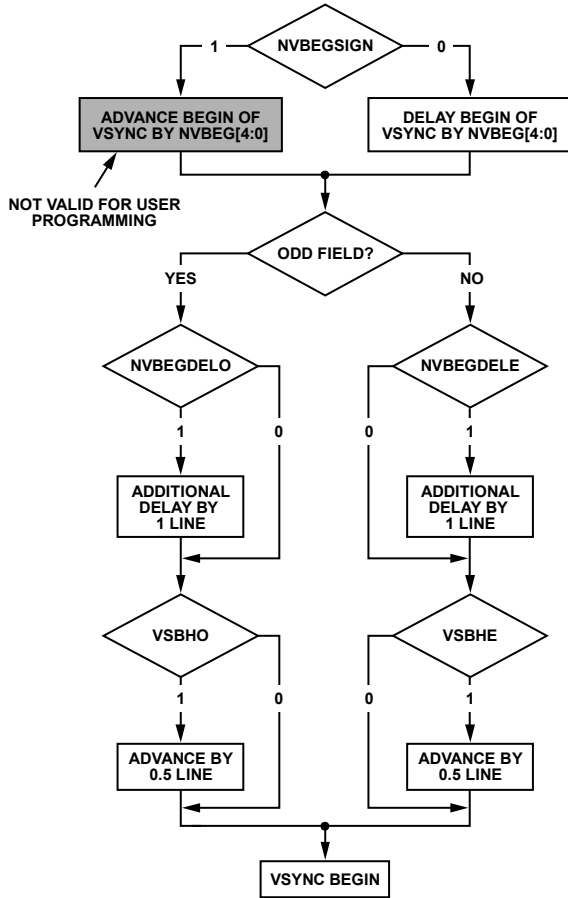 NVBEGSIGN
1
0
ADVANCE BEGIN OF
VSYNC BY NVBEG[4:0]
DELAY BEGIN OF
VSYNC BY NVBEG[4:0]
NOT VALID FOR USER
PROGRAMMING
ODD FIELD?
YES
NO
NVBEGDELO
NVBEGDELE
1
0
0
1
ADDITIONAL
DELAY BY
1 LINE
ADDITIONAL
DELAY BY
1 LINE
VSBHO
VSBHE
1
0
0
1
ADVANCE BY
0.5 LINE
ADVANCE BY
0.5 LINE
VSYNC BEGIN